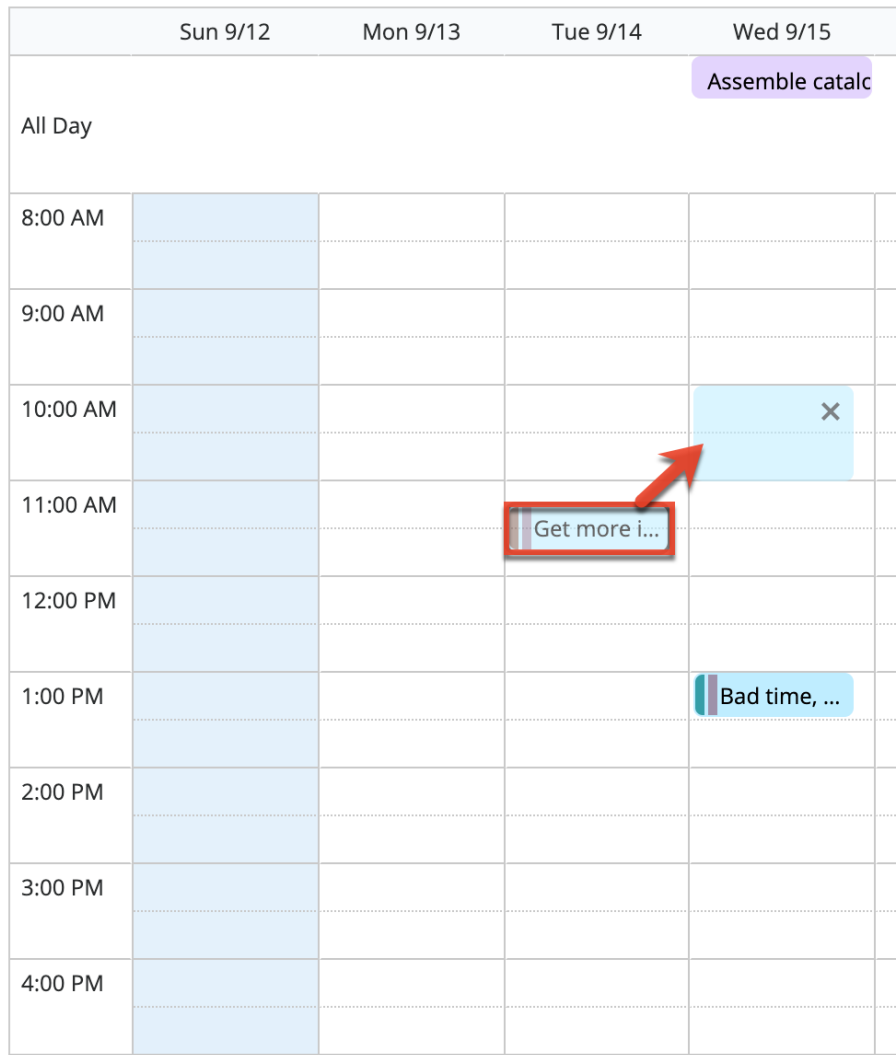 Sun 9/12 Mon 9/13 Tue 9/14 Wed 9/15
Assemble catalo
All Day
8:00 AM
9:00 AM
10:00 AM
11:00 AM
Get more i...
12:00 PM
1:00 PM Bad time, ...
2:00 PM
3:00 PM
4:00 PM